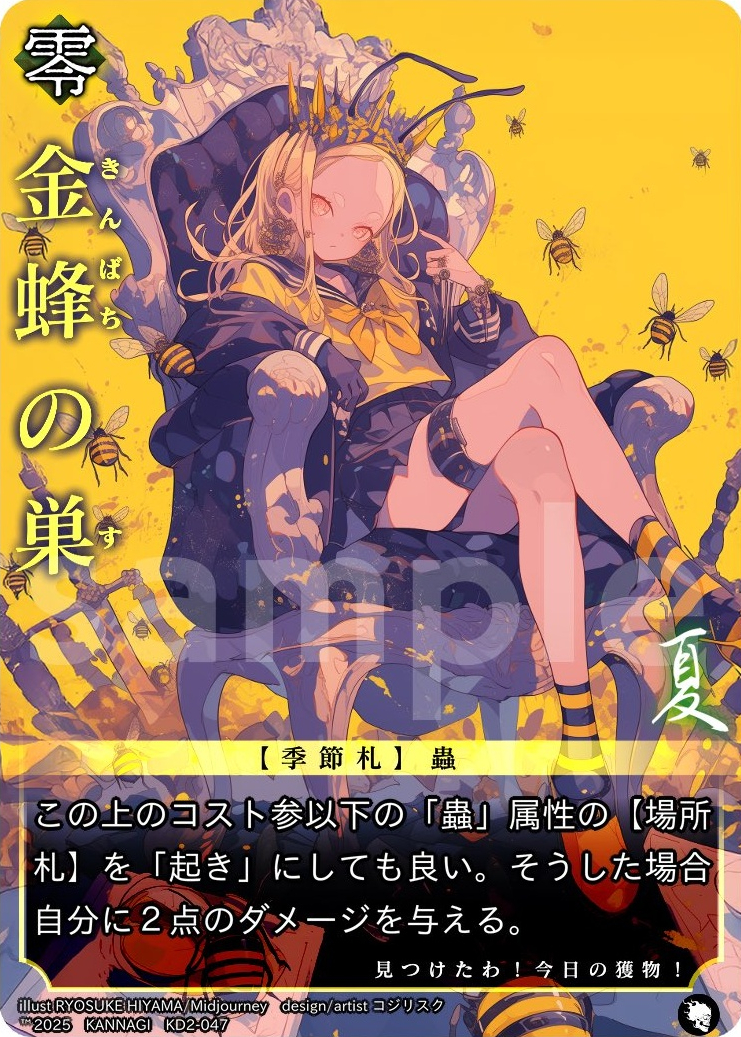 零
金蜂の巣
きんばち
す
sample
夏
【季節札】蟲
この上のコスト参以下の「蟲」属性の【場所
札】を「起き」にしても良い。そうした場合
自分に２点のダメージを与える。
見つけたわ！今日の獲物！
illust RYOSUKE HIYAMA/Midjourney design/artist コジリスク
™2025 KANNAGI KD2-047